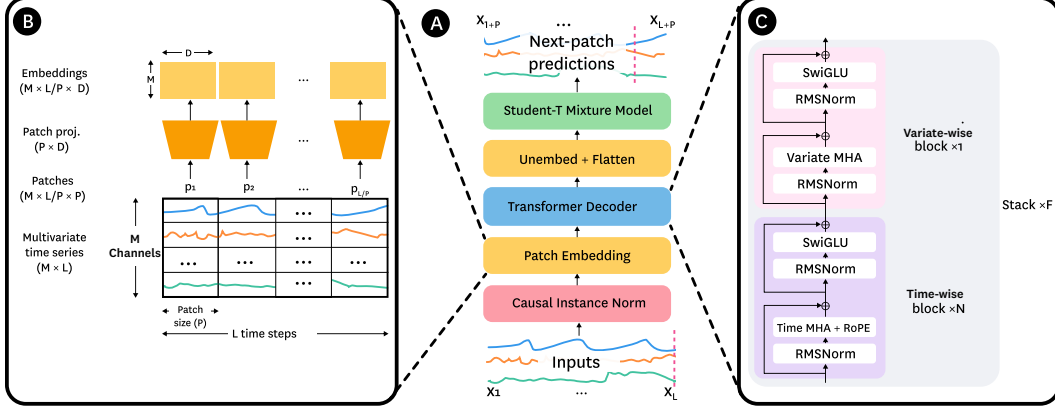 B
D
Embeddings
(M × L/P × D)
M
...
Patch proj.
(P × D)
...
Patches
(M × L/P × P)
p₁
p₂
...
p_L/P
M
Channels
Multivariate
time series
(M × L)
...
...
...
...
...
...
...
Patch
size (P)
L time steps
A
X₁₊P
...
X_L+P
Next-patch
predictions
Student-T Mixture Model
Unembed + Flatten
Transformer Decoder
Patch Embedding
Causal Instance Norm
Inputs
X1
...
X_L
C
SwiGLU
RMSNorm
Variate MHA
RMSNorm
Variate-wise
block ×1
Stack ×F
SwiGLU
RMSNorm
Time MHA + RoPE
RMSNorm
Time-wise
block ×N